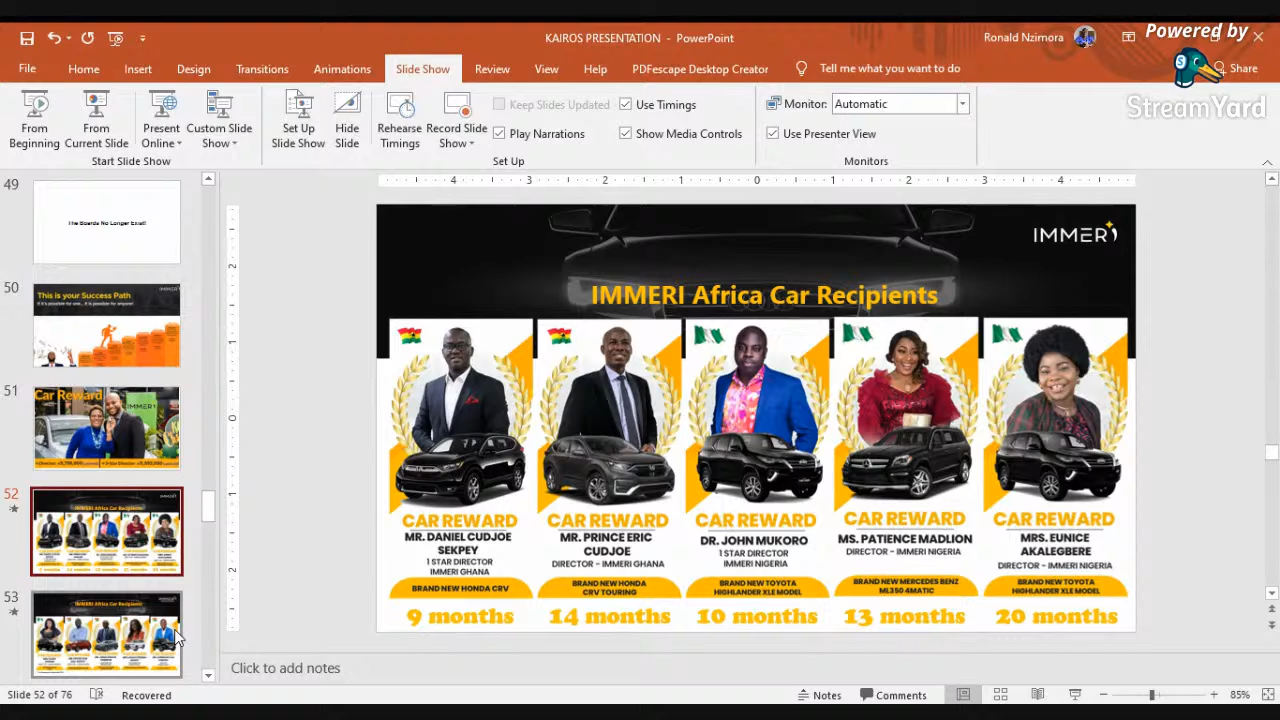 KAIROS PRESENTATION - PowerPoint
Ronald Nzimora
Powered by
StreamYard
File
Home
Insert
Design
Transitions
Animations
Slide Show
Review
View
Help
PDFescape Desktop Creator
Tell me what you want to do
Share
From Beginning
From Current Slide
Present Online
Custom Slide Show
Start Slide Show
Set Up Slide Show
Hide Slide
Rehearse Timings
Record Slide Show
Keep Slides Updated
Play Narrations
Use Timings
Show Media Controls
Set Up
Monitor: Automatic
Use Presenter View
Monitors
49
The Boards No Longer Exist!
50
This is your Success Path
51
Car Reward
IMMERI
52
IMMERI Africa Car Recipients
53
IMMERI Africa Car Recipients
IMMERI
IMMERI Africa Car Recipients
CAR REWARD
MR. DANIEL CUDJOE
SEKPEY
1 STAR DIRECTOR
IMMERI GHANA
BRAND NEW HONDA CRV
9 months
CAR REWARD
MR. PRINCE ERIC
CUDJOE
DIRECTOR - IMMERI GHANA
BRAND NEW HONDA
CRV TOURING
14 months
CAR REWARD
DR. JOHN MUKORO
1 STAR DIRECTOR
IMMERI NIGERIA
BRAND NEW TOYOTA
HIGHLANDER XLE MODEL
10 months
CAR REWARD
MS. PATIENCE MADLION
DIRECTOR - IMMERI NIGERIA
BRAND NEW MERCEDES BENZ
ML350 4MATIC
13 months
CAR REWARD
MRS. EUNICE
AKALEGBERE
DIRECTOR - IMMERI NIGERIA
BRAND NEW TOYOTA
HIGHLANDER XLE MODEL
20 months
Click to add notes
Slide 52 of 76
Recovered
Notes
Comments
85%